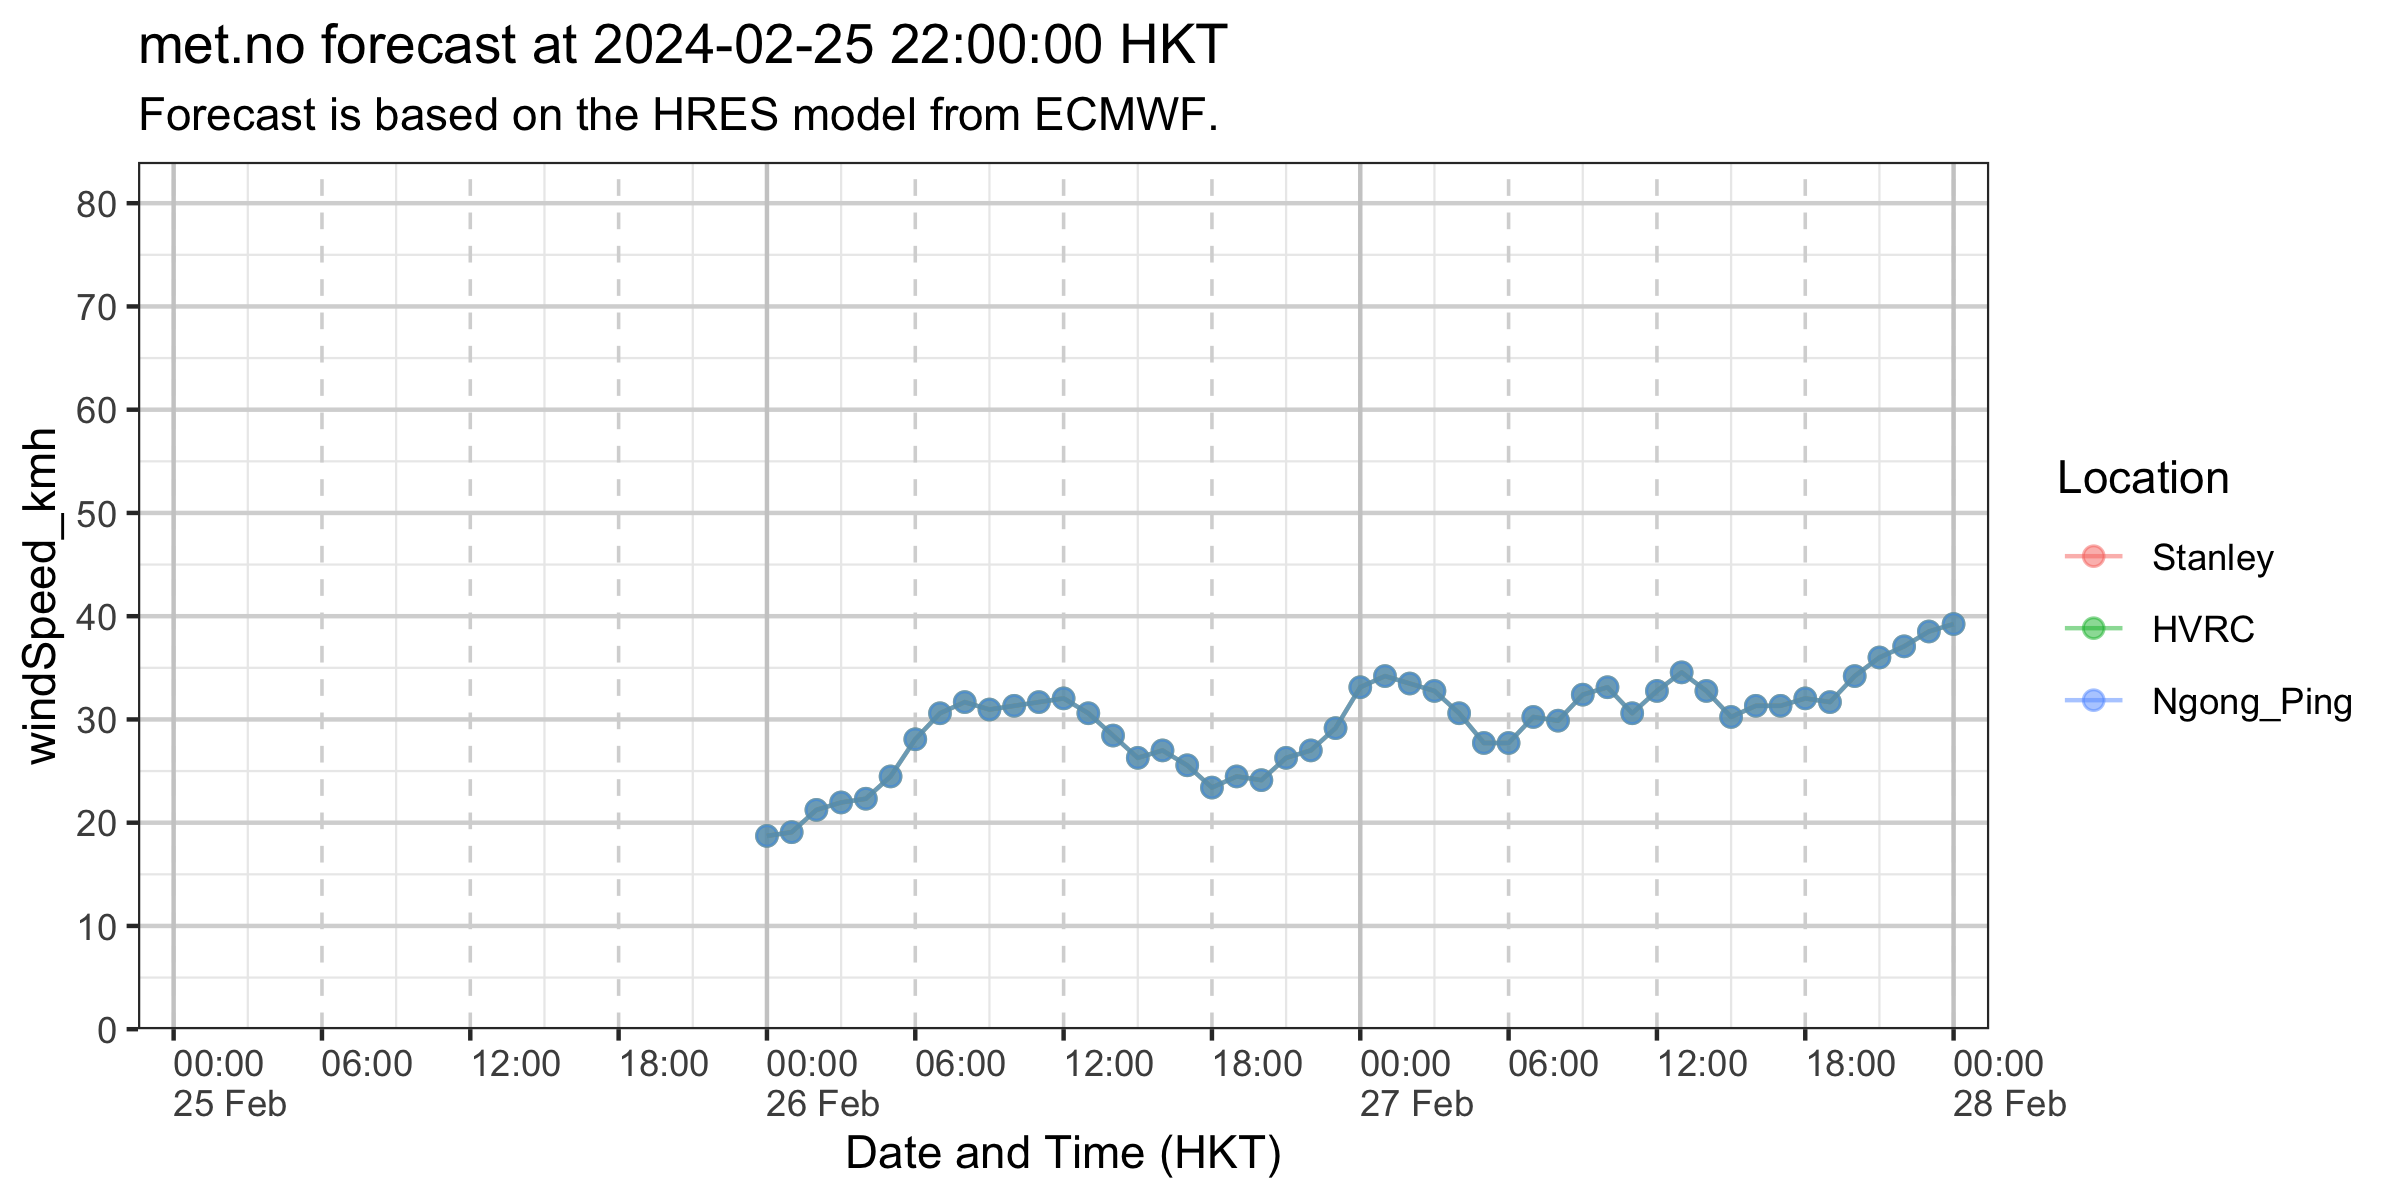 met.no forecast at 2024-02-25 22:00:00 HKT
Forecast is based on the HRES model from ECMWF.
windSpeed_kmh
80
70
60
50
40
30
20
10
0
00:00 06:00 12:00 18:00 00:00 06:00 12:00 18:00 00:00 06:00 12:00 18:00 00:00
25 Feb 26 Feb 27 Feb 28 Feb
Date and Time (HKT)
Location
Stanley
HVRC
Ngong_Ping